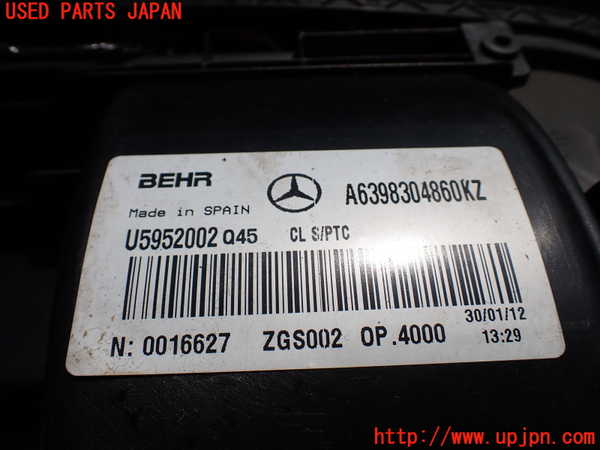 USED PARTS JAPAN
BEHR
A6398304860KZ
Made in SPAIN
U5952002 Q45 CL S/PTC
30/01/12
N: 0016627 ZGS002 OP.4000 13:29
UPJ
http://www.upjpn.com/